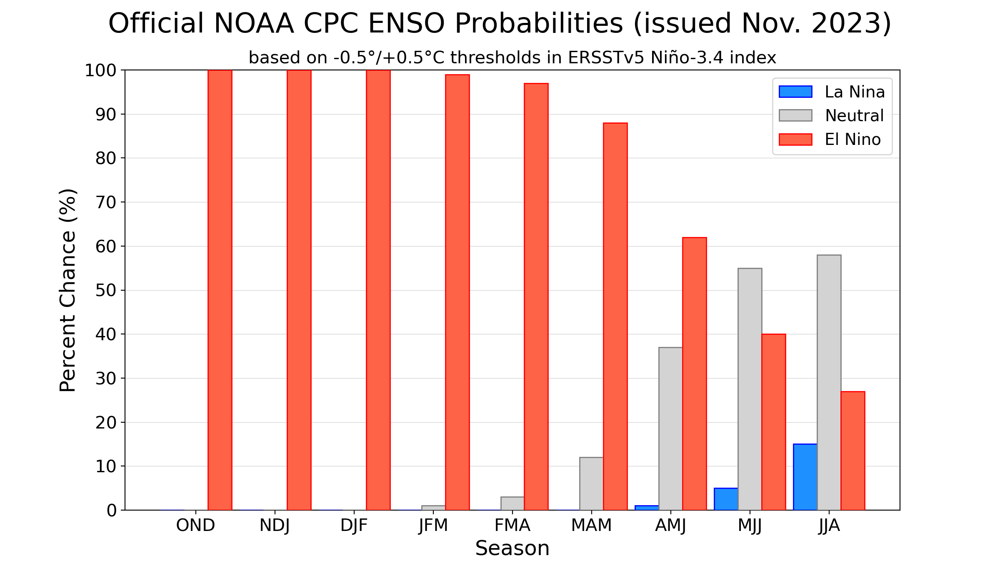 Official NOAA CPC ENSO Probabilities (issued Nov. 2023)
based on -0.5°/+0.5°C thresholds in ERSSTv5 Niño-3.4 index
La Nina
Neutral
El Nino
Percent Chance (%)
100
90
80
70
60
50
40
30
20
10
0
OND NDJ DJF JFM FMA MAM AMJ MJJ JJA
Season